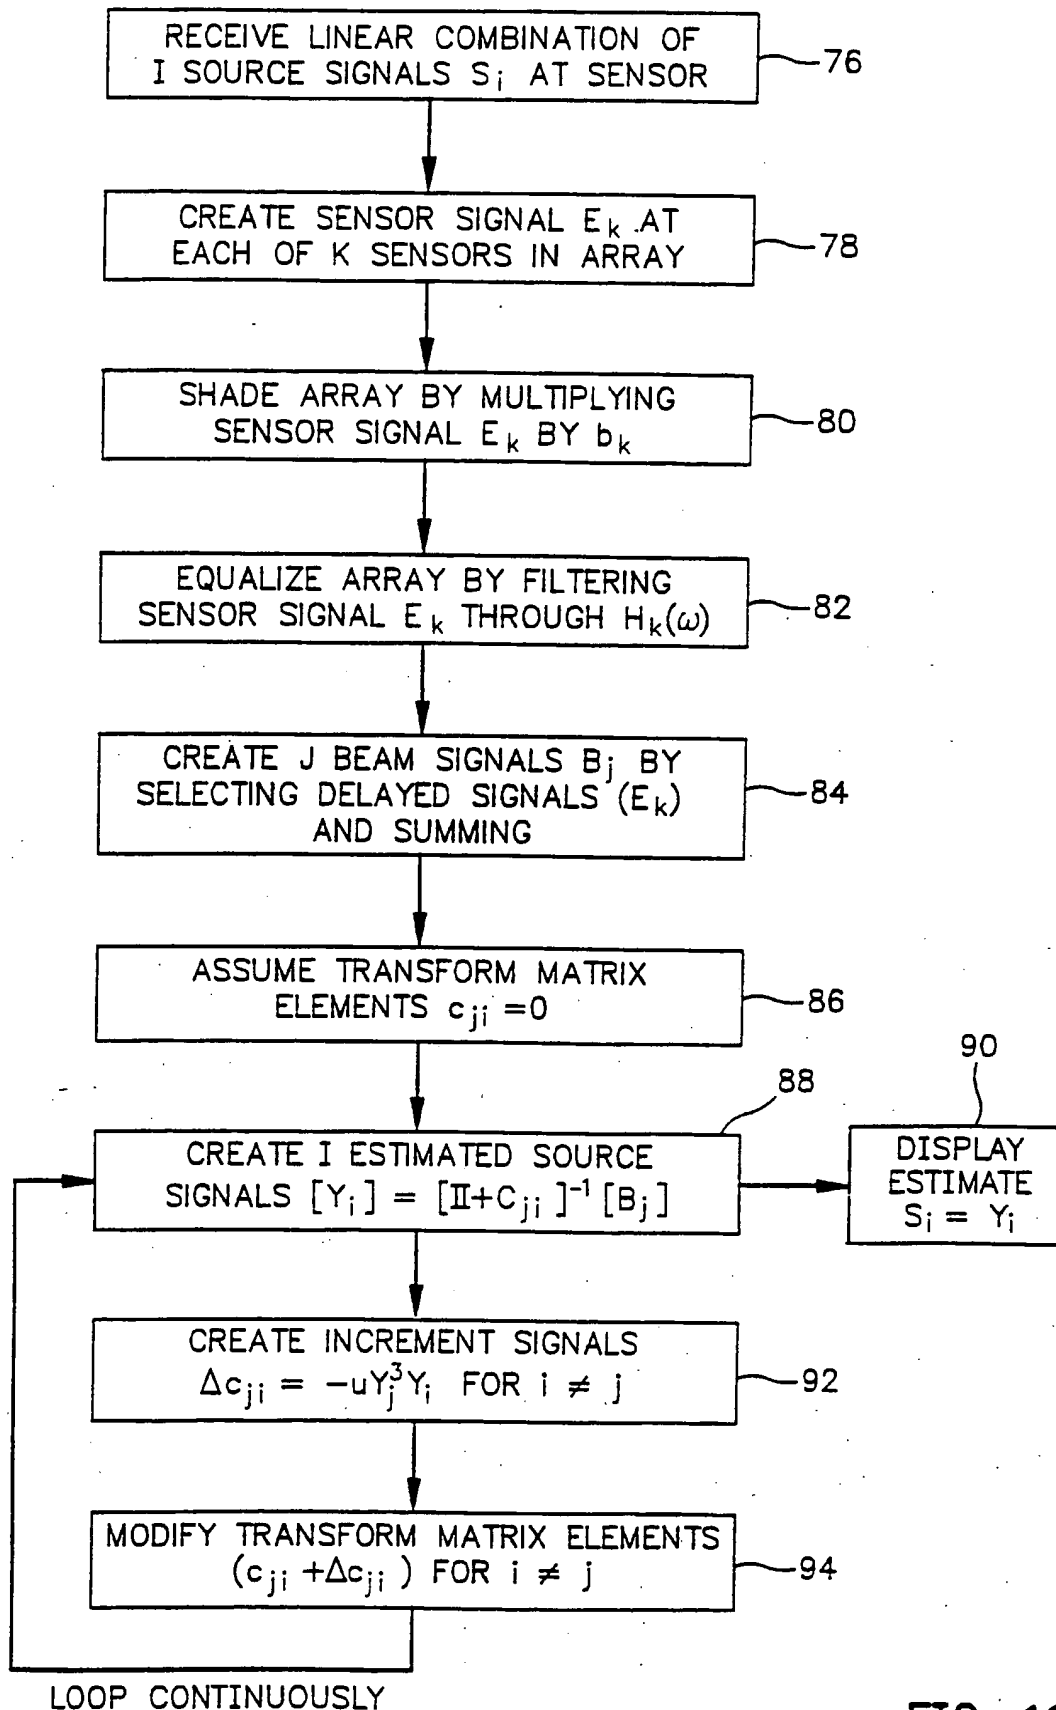 RECEIVE LINEAR COMBINATION OF
I SOURCE SIGNALS Si AT SENSOR
76
CREATE SENSOR SIGNAL Ek AT
EACH OF K SENSORS IN ARRAY
78
SHADE ARRAY BY MULTIPLYING
SENSOR SIGNAL Ek BY bk
80
EQUALIZE ARRAY BY FILTERING
SENSOR SIGNAL Ek THROUGH Hk(ω)
82
CREATE J BEAM SIGNALS Bj BY
SELECTING DELAYED SIGNALS (Ek)
AND SUMMING
84
ASSUME TRANSFORM MATRIX
ELEMENTS cji = 0
86
CREATE I ESTIMATED SOURCE
SIGNALS [Yi] = [II+Cji]⁻¹ [Bj]
88
DISPLAY
ESTIMATE
Si = Yi
90
CREATE INCREMENT SIGNALS
Δcji = -uYj³Yi FOR i ≠ j
92
MODIFY TRANSFORM MATRIX ELEMENTS
(cji +Δcji) FOR i ≠ j
94
LOOP CONTINUOUSLY